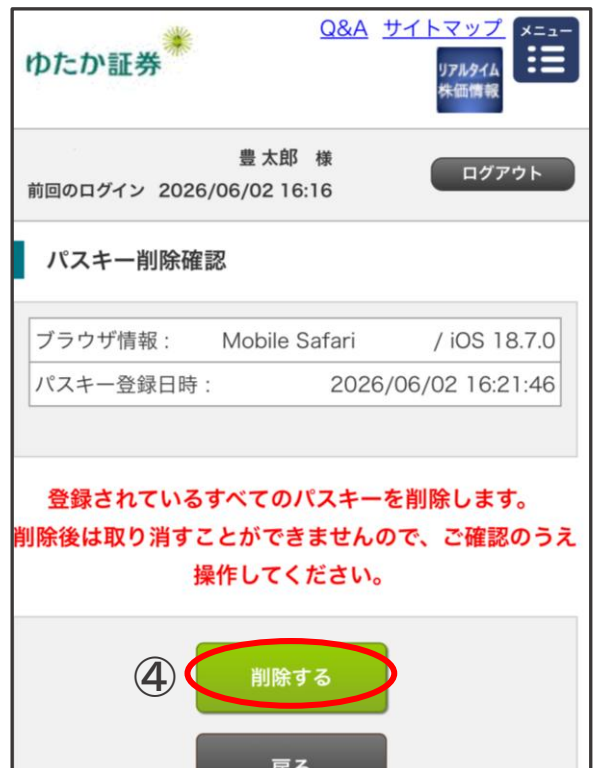 Q&A サイトマップ メニュー
ゆたか証券
リアルタイム
株価情報
豊 太郎 様
前回のログイン 2026/06/02 16:16
ログアウト
パスキー削除確認
ブラウザ情報: Mobile Safari / iOS 18.7.0
パスキー登録日時: 2026/06/02 16:21:46
登録されているすべてのパスキーを削除します。
削除後は取り消すことができませんので、ご確認のうえ
操作してください。
④ 削除する
戻る